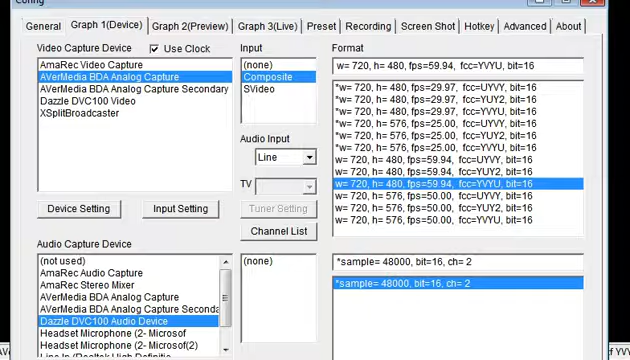 Config
General
Graph 1(Device)
Graph 2(Preview)
Graph 3(Live)
Preset
Recording
Screen Shot
Hotkey
Advanced
About
Video Capture Device
Use Clock
Input
Format
AmaRec Video Capture
AVerMedia BDA Analog Capture
AVerMedia BDA Analog Capture Secondary
Dazzle DVC100 Video
XSplitBroadcaster
(none)
Composite
SVideo
w= 720, h= 480, fps=59.94, fcc=YVYU, bit=16
*w= 720, h= 480, fps=29.97, fcc=UYVY, bit=16
*w= 720, h= 480, fps=29.97, fcc=YUY2, bit=16
*w= 720, h= 480, fps=29.97, fcc=YVYU, bit=16
*w= 720, h= 576, fps=25.00, fcc=UYVY, bit=16
*w= 720, h= 576, fps=25.00, fcc=YUY2, bit=16
*w= 720, h= 576, fps=25.00, fcc=YVYU, bit=16
w= 720, h= 480, fps=59.94, fcc=UYVY, bit=16
w= 720, h= 480, fps=59.94, fcc=YUY2, bit=16
w= 720, h= 480, fps=59.94, fcc=YVYU, bit=16
w= 720, h= 576, fps=50.00, fcc=UYVY, bit=16
w= 720, h= 576, fps=50.00, fcc=YUY2, bit=16
w= 720, h= 576, fps=50.00, fcc=YVYU, bit=16
Audio Input
Line
TV
Device Setting
Input Setting
Tuner Setting
Channel List
Audio Capture Device
(not used)
AmaRec Audio Capture
AmaRec Stereo Mixer
AVerMedia BDA Analog Capture
AVerMedia BDA Analog Capture Seconda
Dazzle DVC100 Audio Device
Headset Microphone (2- Microsof
Headset Microphone (2- Microsoft(2)
Line In (Realtek High Definitio
(none)
*sample= 48000, bit=16, ch= 2
*sample= 48000, bit=16, ch= 2